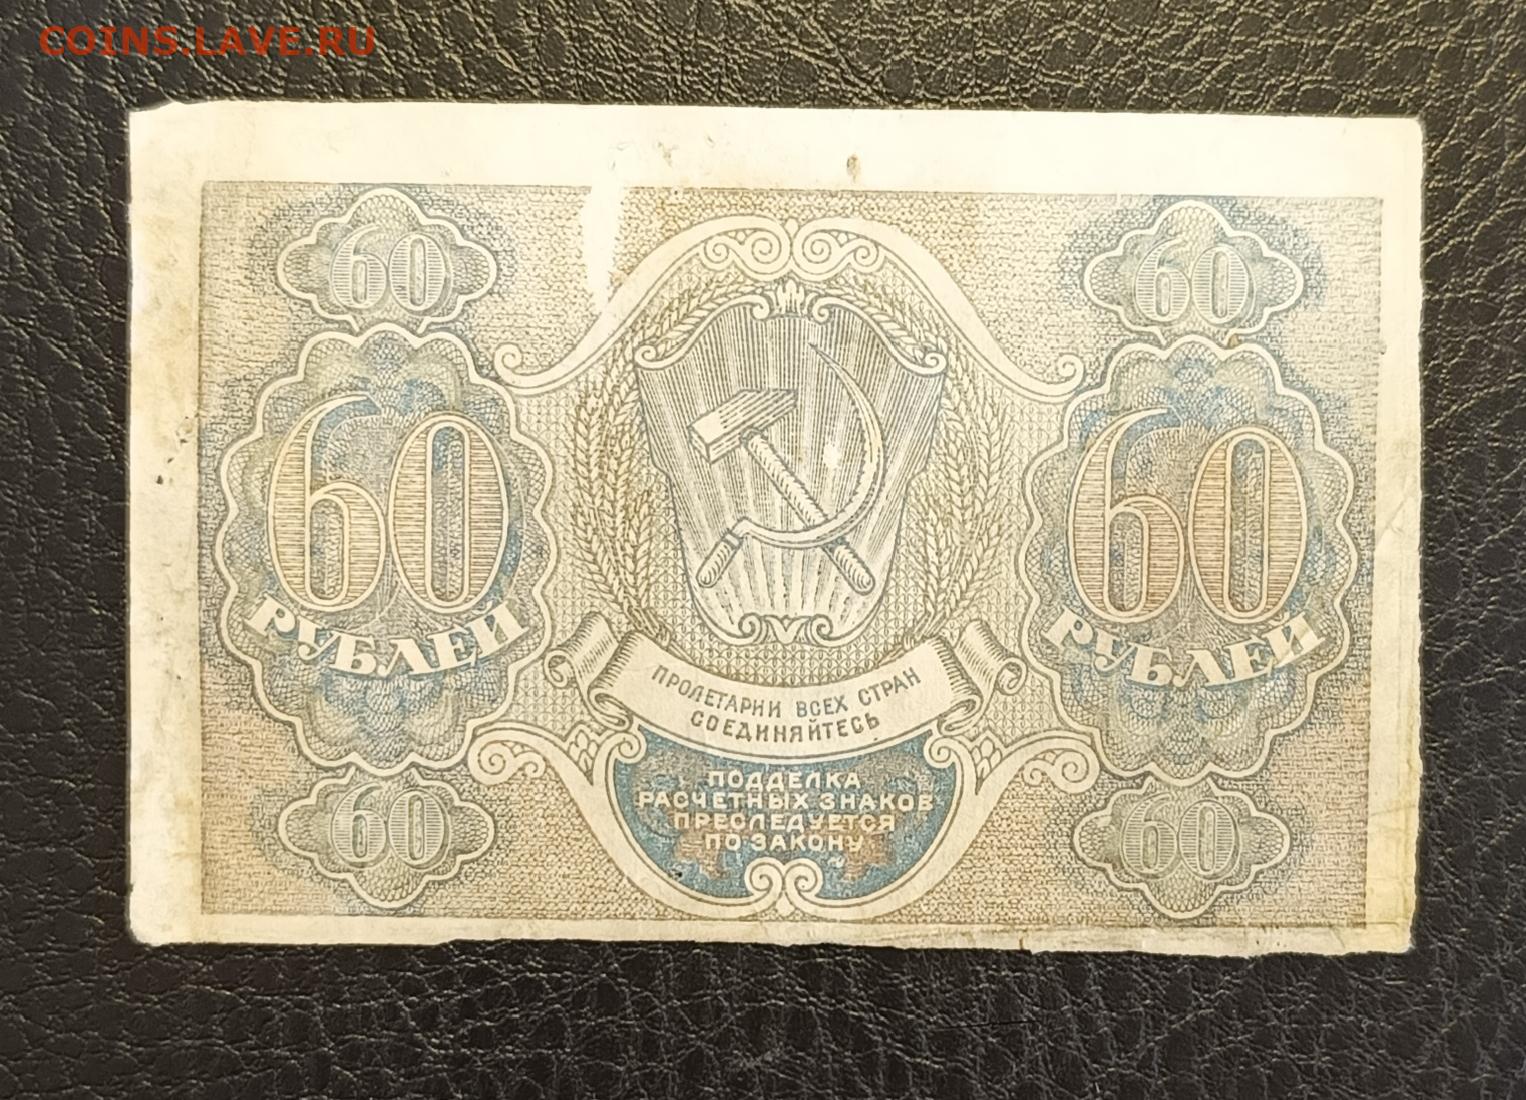 COINS.LAVE.RU
60
60
60
60
РУБЛЕЙ
РУБЛЕЙ
ПРОЛЕТАРИИ ВСЕХ СТРАН
СОЕДИНЯЙТЕСЬ
ПОДДЕЛКА
РАСЧЕТНЫХ ЗНАКОВ
ПРЕСЛЕДУЕТСЯ
ПО ЗАКОНУ
60
60